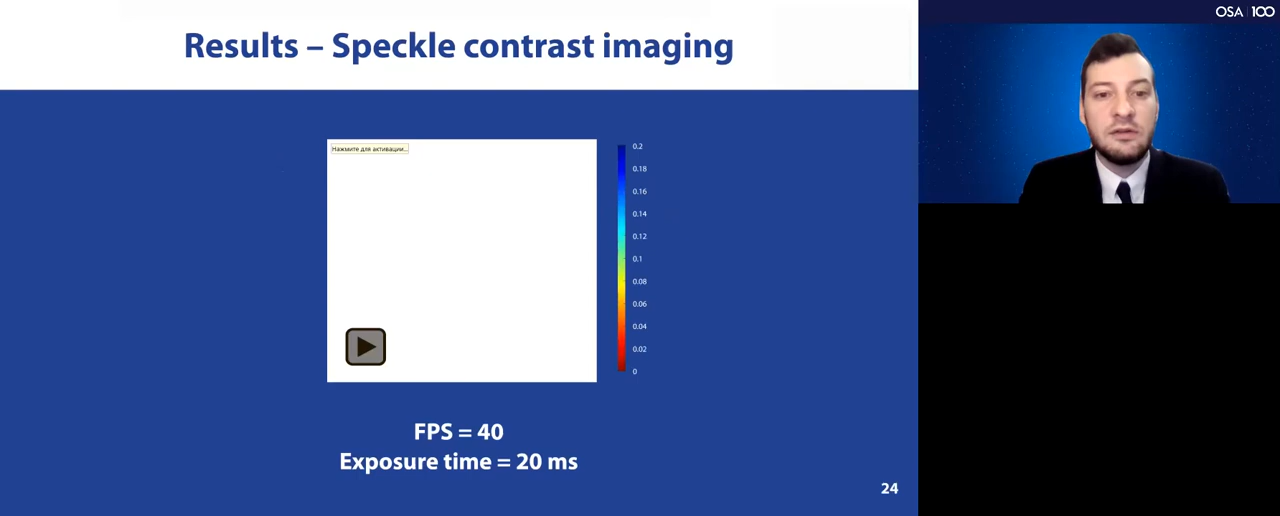 OSA 100
Results – Speckle contrast imaging
Нажмите для активации...
0.2
0.18
0.16
0.14
0.12
0.1
0.08
0.06
0.04
0.02
0
FPS = 40
Exposure time = 20 ms
24